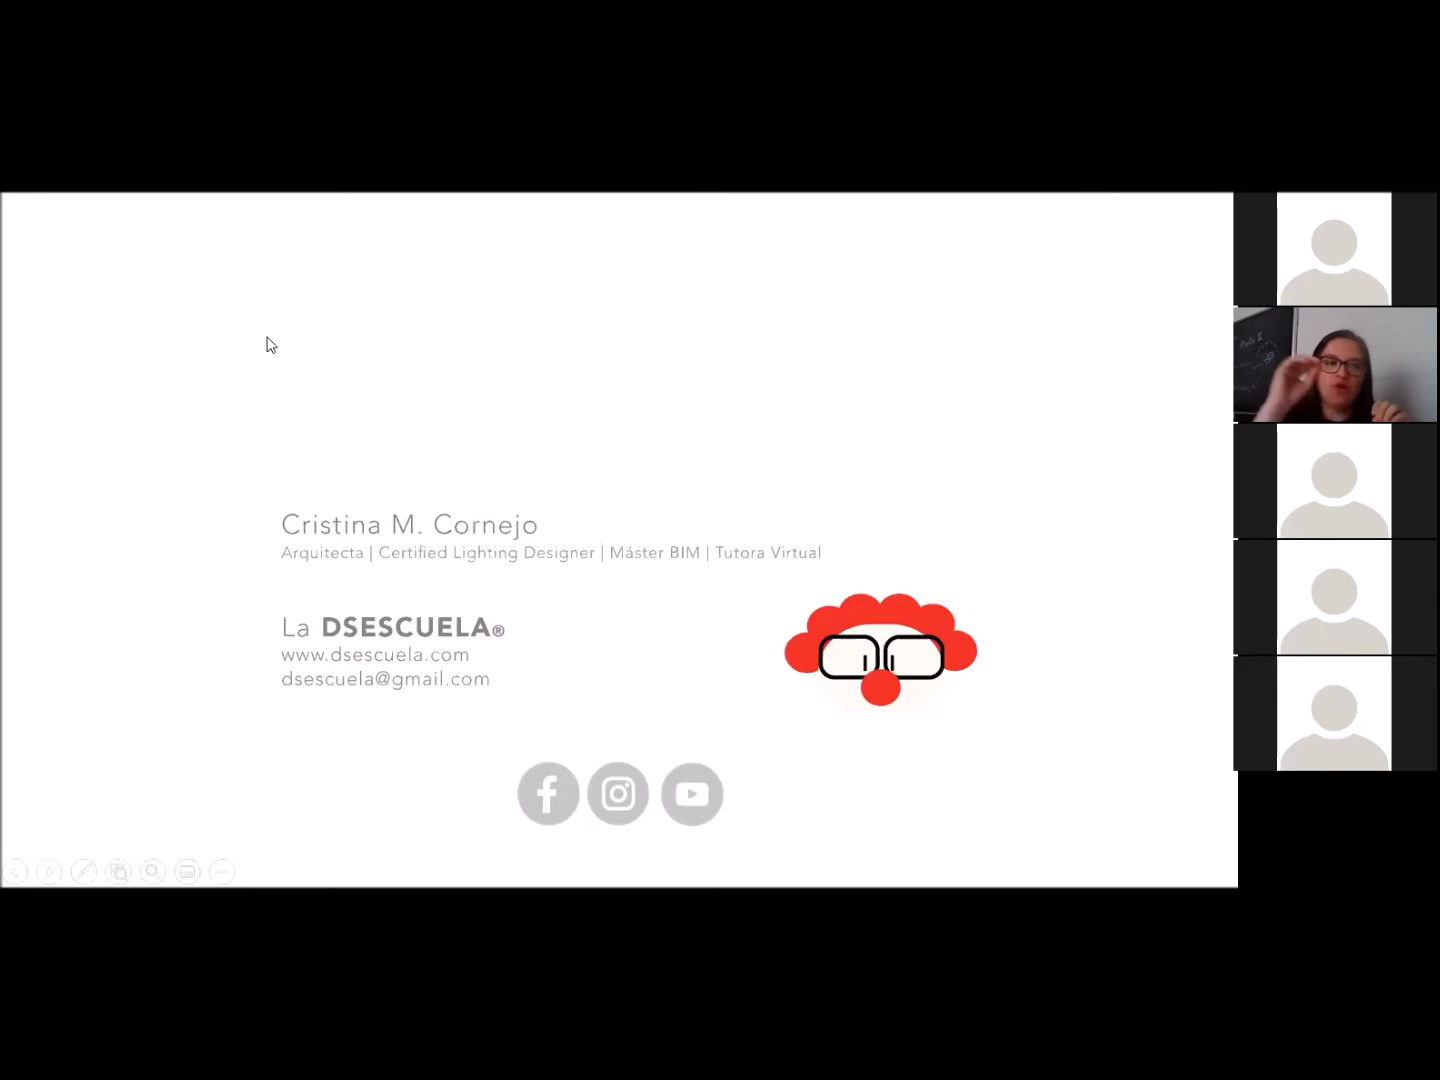 Cristina M. Cornejo
Arquitecta | Certified Lighting Designer | Máster BIM | Tutora Virtual
La DSESCUELA®
www.dsescuela.com
dsescuela@gmail.com